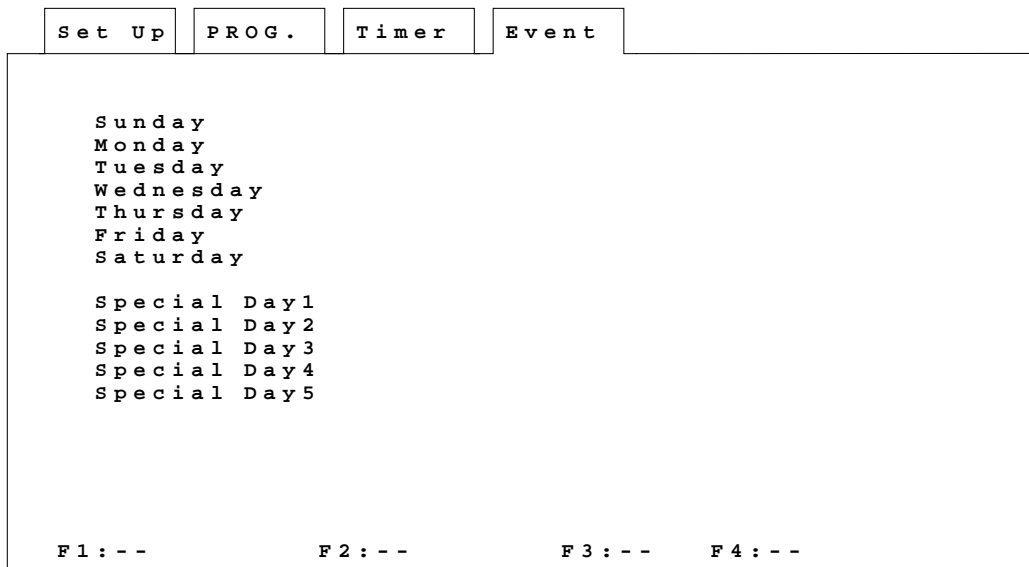 Set Up PROG. Timer Event
Sunday
Monday
Tuesday
Wednesday
Thursday
Friday
Saturday
Special Day1
Special Day2
Special Day3
Special Day4
Special Day5
F1:-- F2:-- F3:-- F4:--